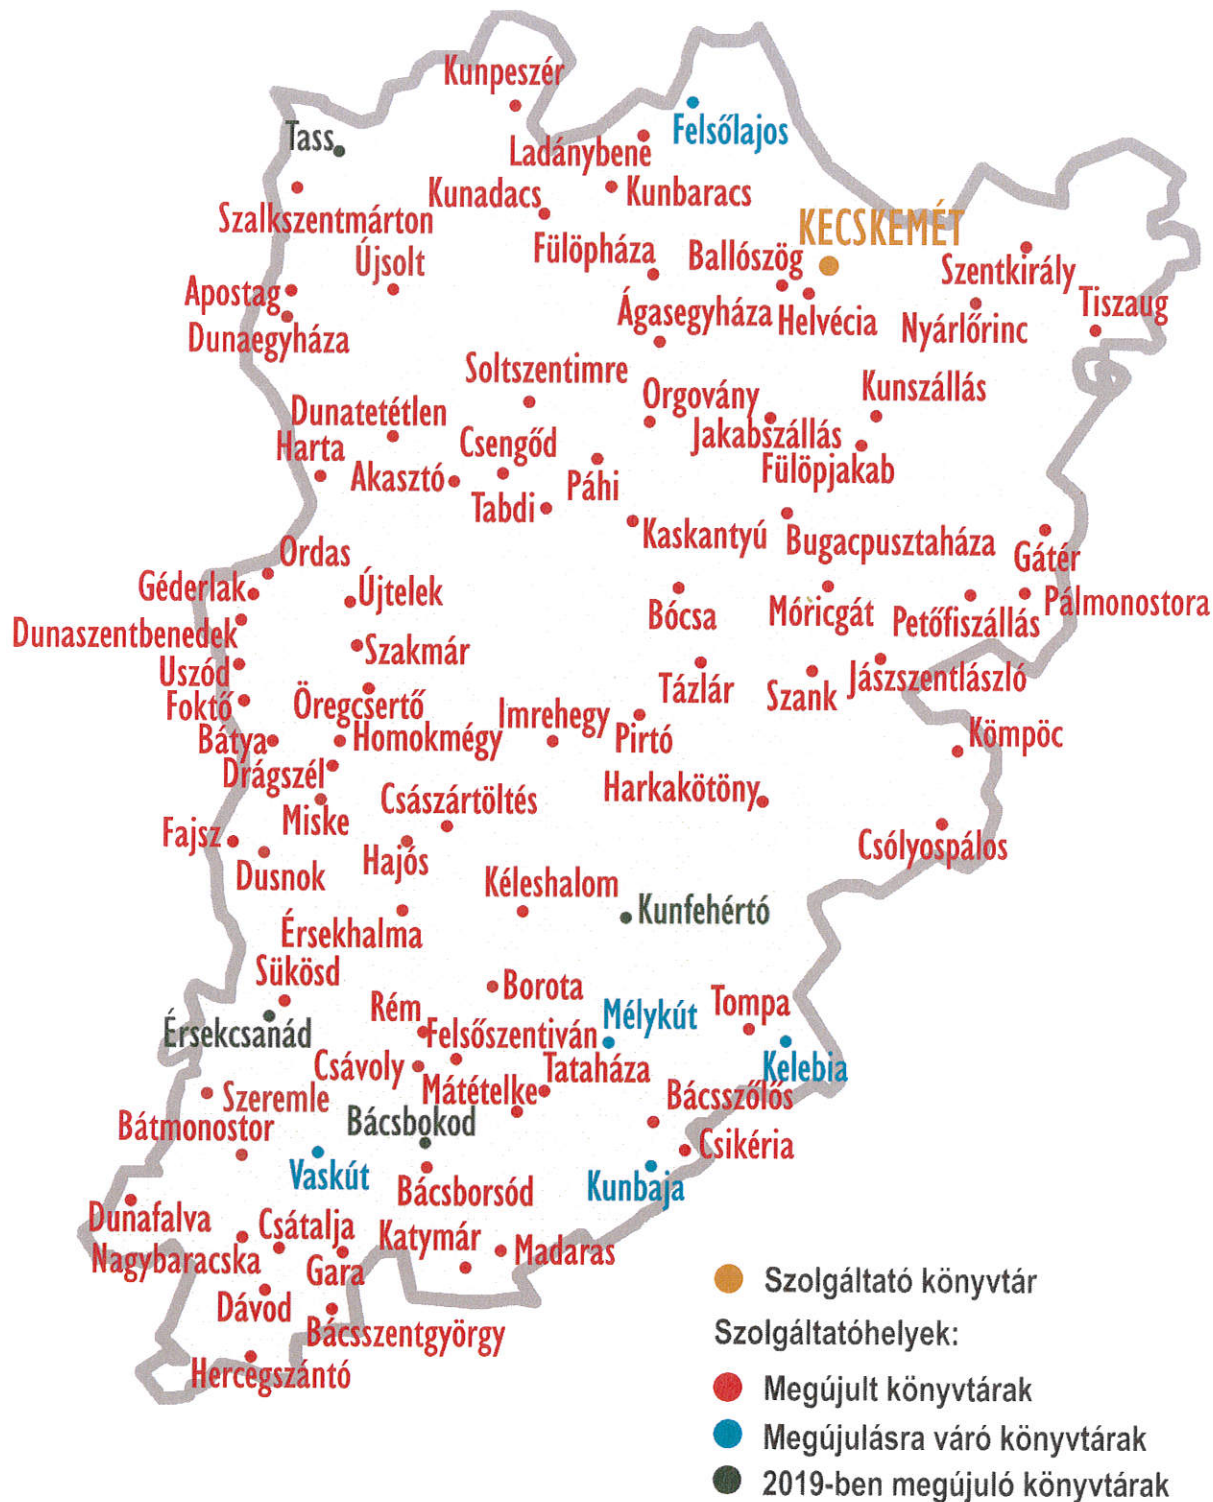 Kunpeszér
Felsőlajos
Tass
Ladánybene
Kunadacs
Kunbaracs
Szalkszentmárton
KECSKEMÉT
Fülöpháza
Ballószög
Újsolt
Szentkirály
Apostag
Ágasegyháza
Helvécia
Nyárlőrinc
Tiszaug
Dunaegyháza
Soltszentimre
Orgovány
Kunszállás
Dunatetétlen
Jakabszállás
Harta
Csengőd
Akasztó
Páhi
Fülöpjakab
Tabdi
Kaskantyú
Bugacpusztaháza
Gátér
Ordas
Géderlak
Újtelek
Bócsa
Móricgát
Petőfiszállás
Pálmonostora
Dunaszentbenedek
Szakmár
Uszód
Tázlár
Szank
Jászszentlászló
Foktő
Öregcsertő
Imrehegy
Pirtó
Kömpöc
Bátya
Homokmégy
Drágszél
Harkakötöny
Miske
Császártöltés
Fajsz
Csólyospálos
Dusnok
Hajós
Kéleshalom
Kunfehértó
Érsekhalma
Sükösd
Borota
Tompa
Rém
Mélykút
Érsekcsanád
Felsőszentiván
Csávoly
Tataháza
Kelebia
Mátételke
Szeremle
Bácsszőlős
Bátmonostor
Bácsbokod
Csikéria
Vaskút
Bácsborsód
Kunbaja
Dunafalva
Csátalja
Katymár
Madaras
Nagybaracska
Gara
Dávod
Bácsszentgyörgy
Hercegszántó
Szolgáltató könyvtár
Szolgáltatóhelyek:
Megújult könyvtárak
Megújulásra váró könyvtárak
2019-ben megújuló könyvtárak